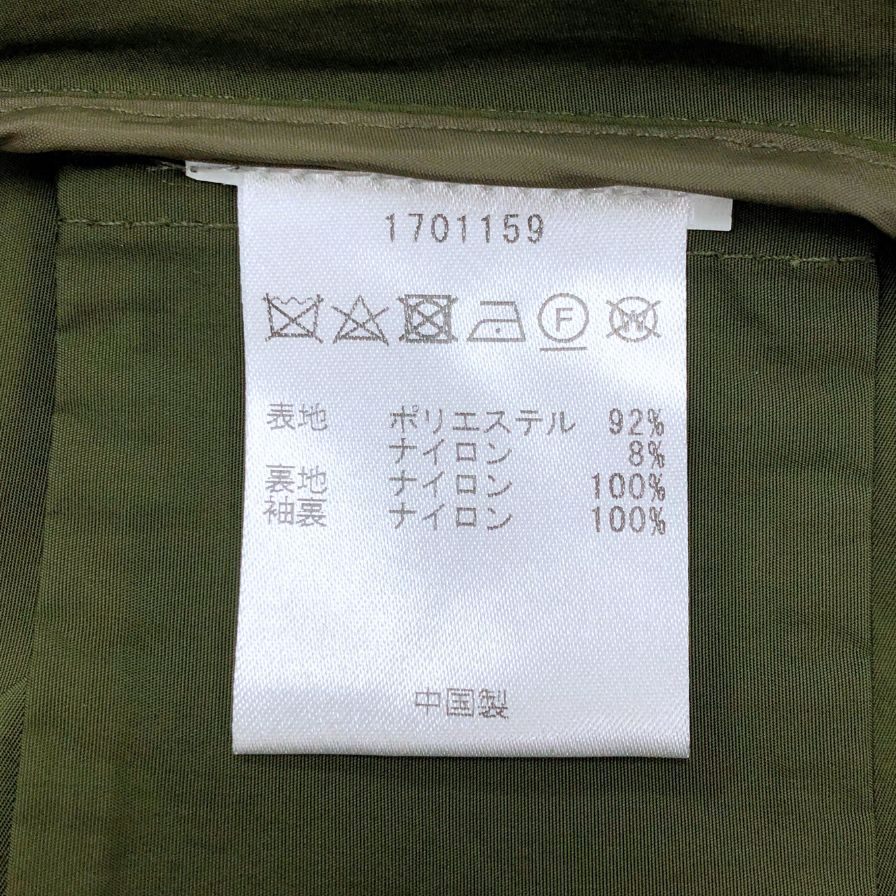 1701159
F
W
表地 ポリエステル 92%
ナイロン 8%
裏地 ナイロン 100%
袖裏 ナイロン 100%
中国製